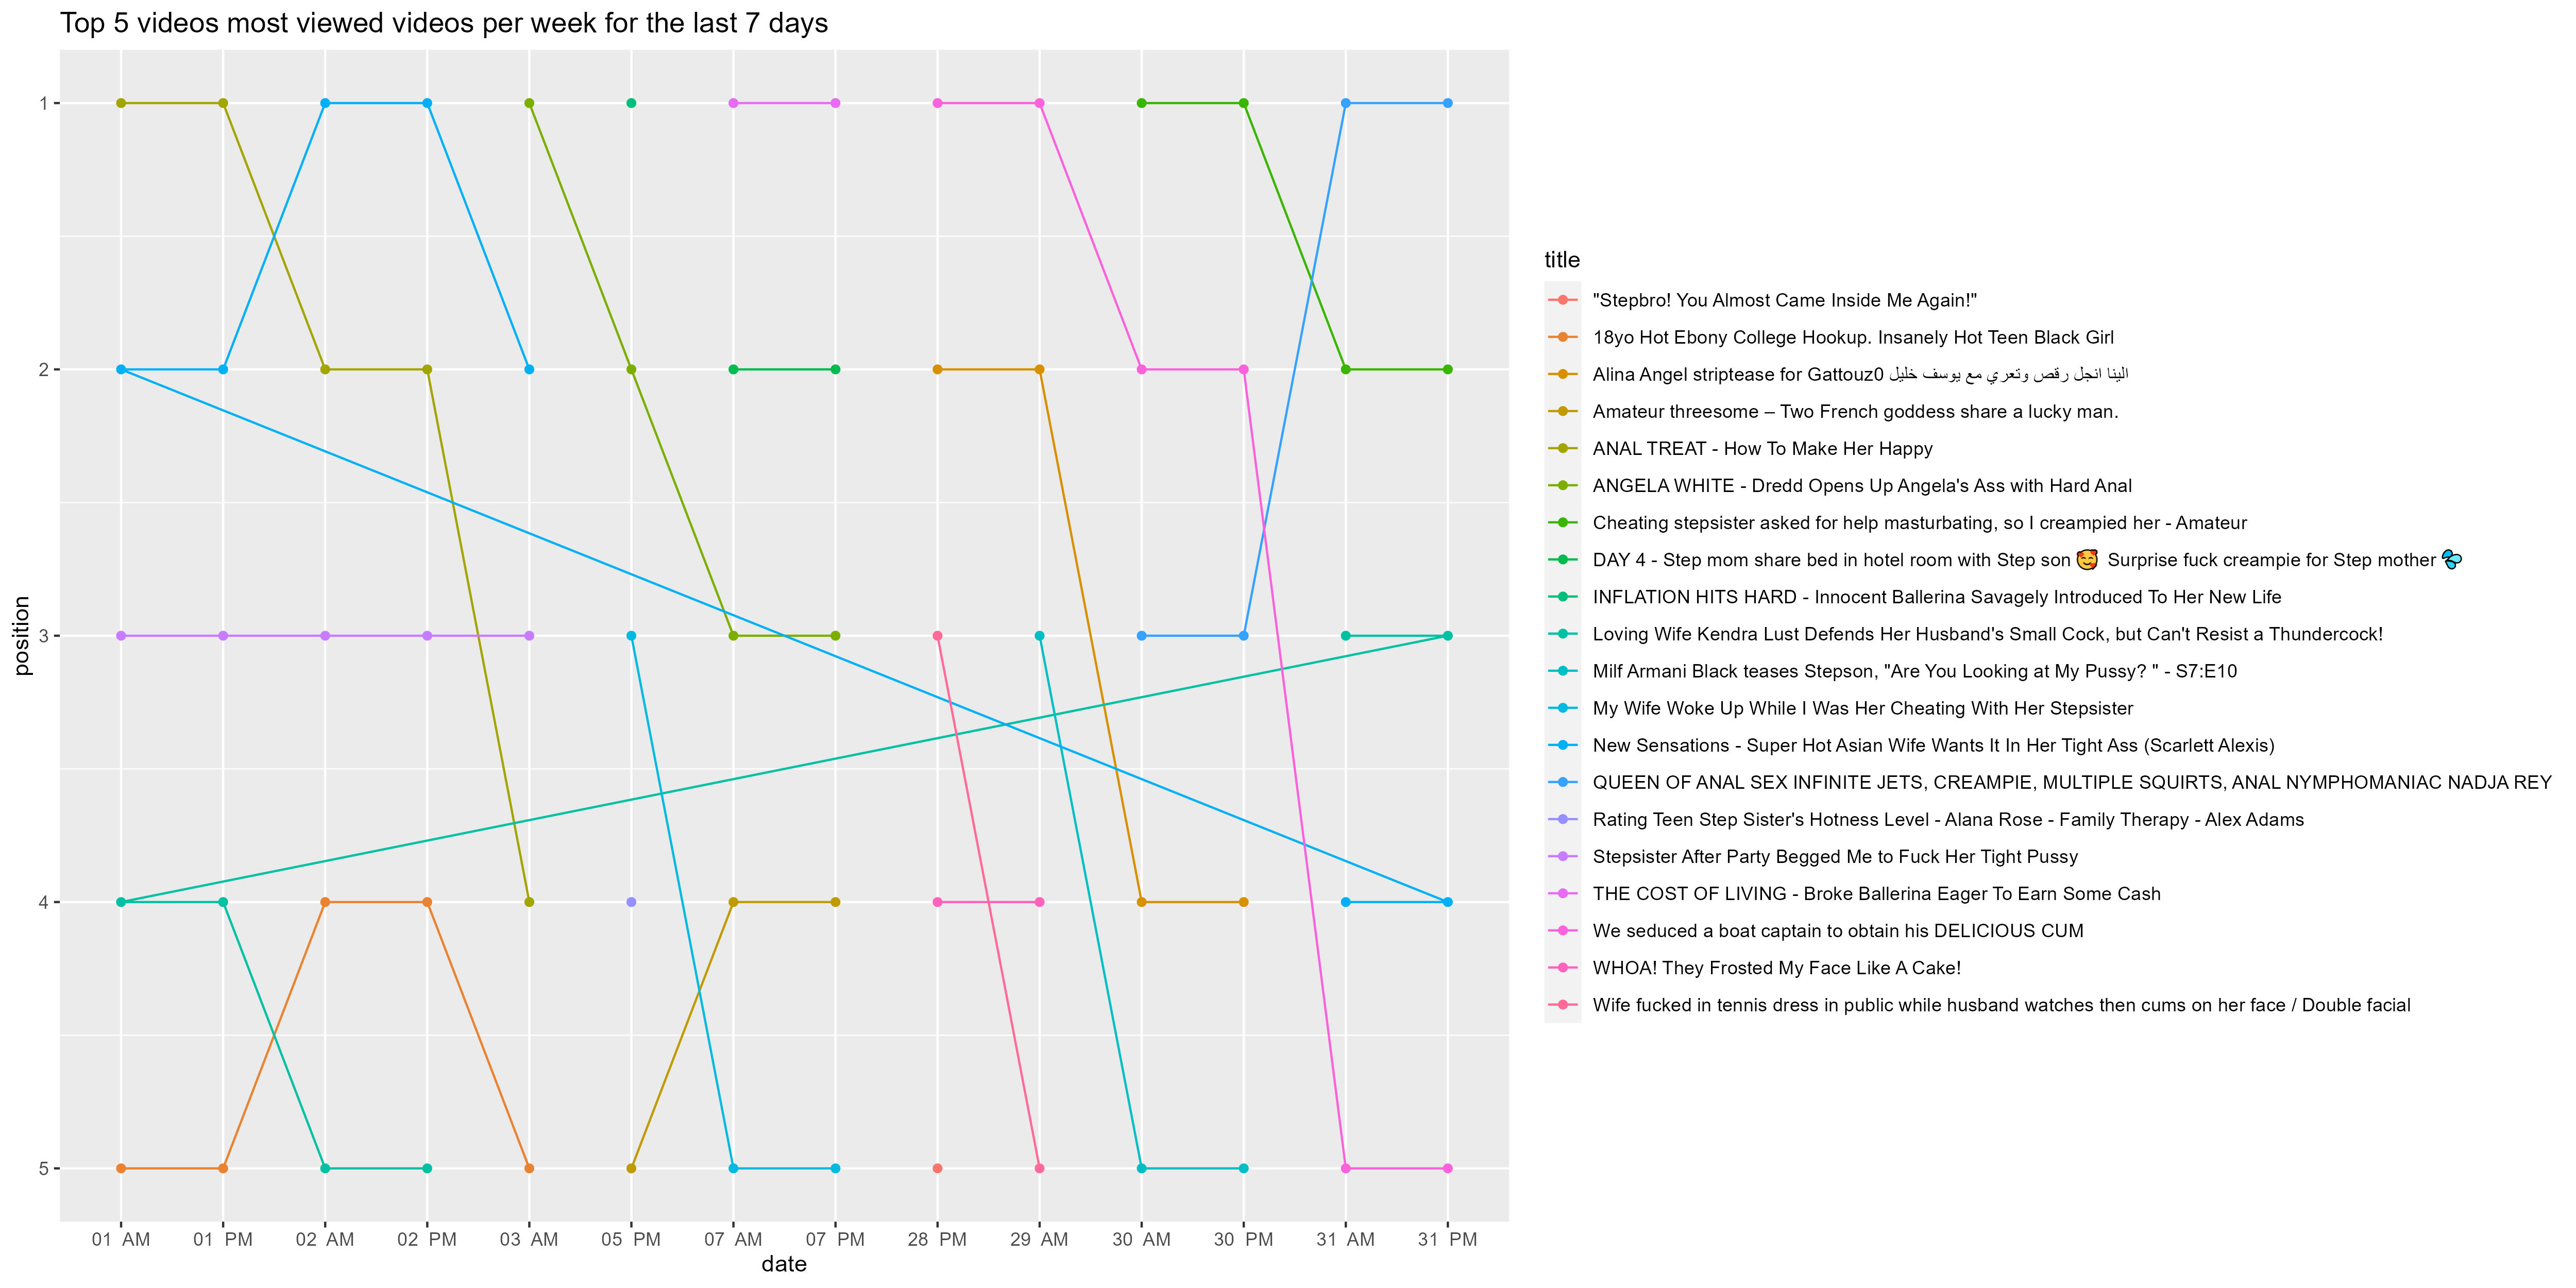 Top 5 videos most viewed videos per week for the last 7 days
position
1
2
3
4
5
01 AM
01 PM
02 AM
02 PM
03 AM
05 PM
07 AM
07 PM
28 PM
29 AM
30 AM
30 PM
31 AM
31 PM
date
title
"Stepbro! You Almost Came Inside Me Again!"
18yo Hot Ebony College Hookup. Insanely Hot Teen Black Girl
Alina Angel striptease for Gattouz0 الينا انجل رقص وتعري مع يوسف خليل
Amateur threesome – Two French goddess share a lucky man.
ANAL TREAT - How To Make Her Happy
ANGELA WHITE - Dredd Opens Up Angela's Ass with Hard Anal
Cheating stepsister asked for help masturbating, so I creampied her - Amateur
DAY 4 - Step mom share bed in hotel room with Step son 🥰 Surprise fuck creampie for Step mother 💦
INFLATION HITS HARD - Innocent Ballerina Savagely Introduced To Her New Life
Loving Wife Kendra Lust Defends Her Husband's Small Cock, but Can't Resist a Thundercock!
Milf Armani Black teases Stepson, "Are You Looking at My Pussy? " - S7:E10
My Wife Woke Up While I Was Her Cheating With Her Stepsister
New Sensations - Super Hot Asian Wife Wants It In Her Tight Ass (Scarlett Alexis)
QUEEN OF ANAL SEX INFINITE JETS, CREAMPIE, MULTIPLE SQUIRTS, ANAL NYMPHOMANIAC NADJA REY
Rating Teen Step Sister's Hotness Level - Alana Rose - Family Therapy - Alex Adams
Stepsister After Party Begged Me to Fuck Her Tight Pussy
THE COST OF LIVING - Broke Ballerina Eager To Earn Some Cash
We seduced a boat captain to obtain his DELICIOUS CUM
WHOA! They Frosted My Face Like A Cake!
Wife fucked in tennis dress in public while husband watches then cums on her face / Double facial